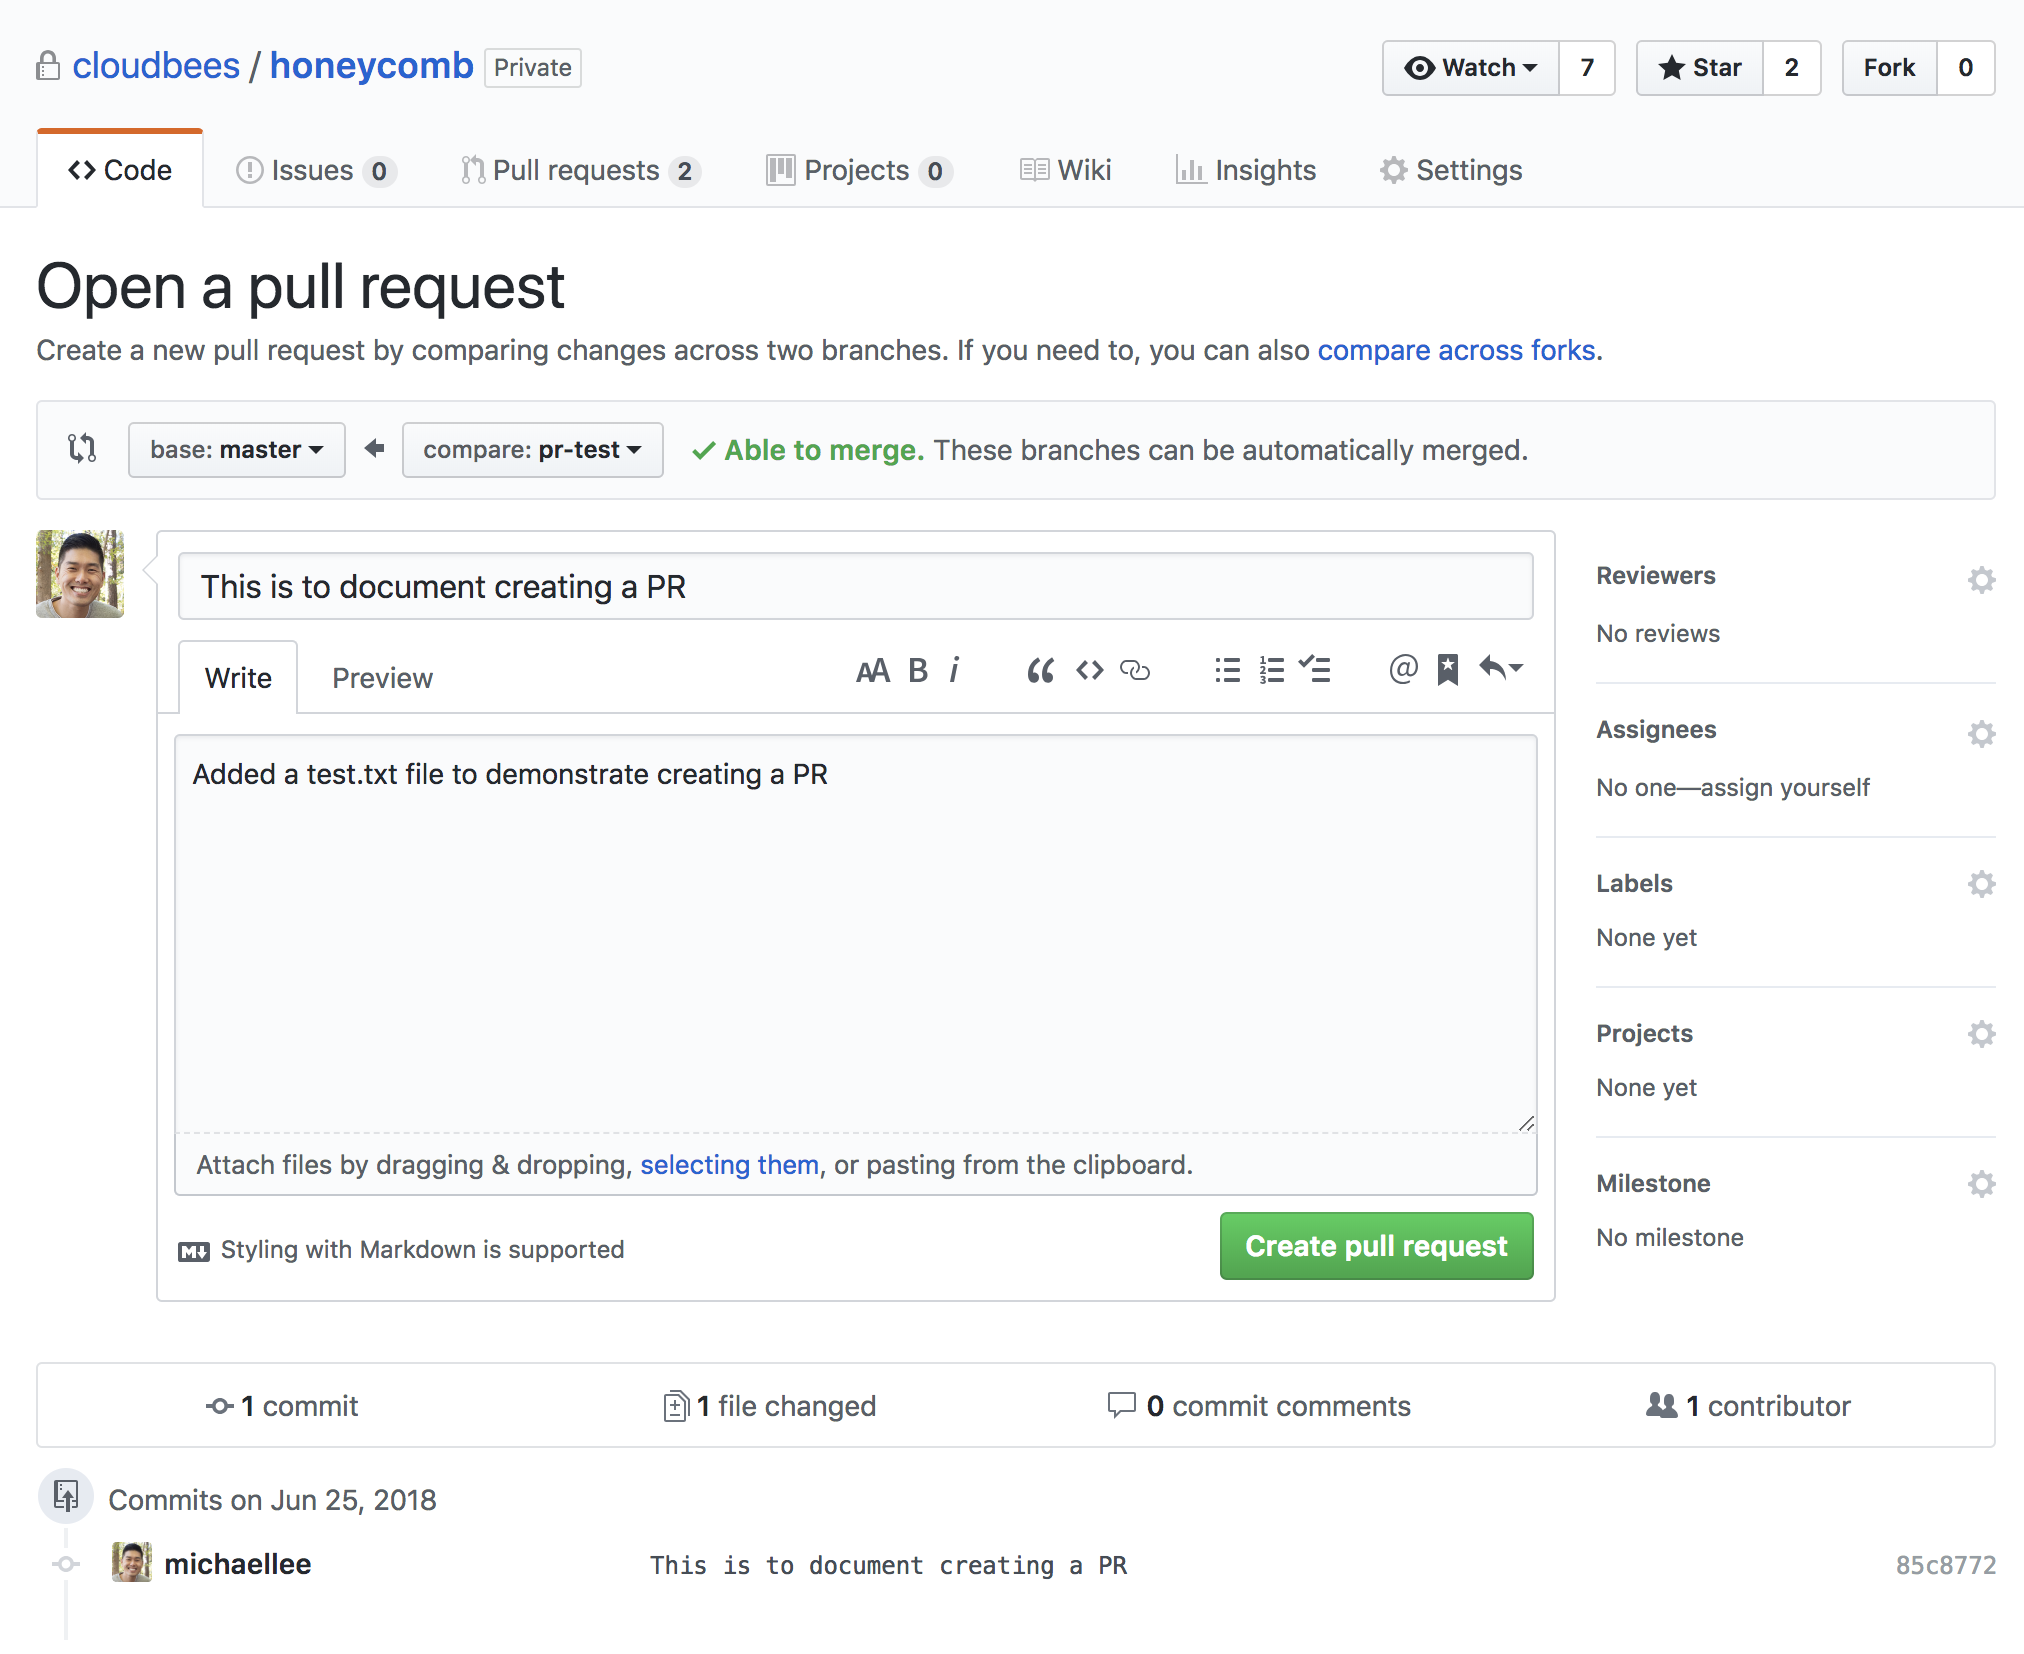 cloudbees / honeycomb Private Watch 7 Star 2 Fork 0
Code Issues 0 Pull requests 2 Projects 0 Wiki Insights Settings
Open a pull request
Create a new pull request by comparing changes across two branches. If you need to, you can also compare across forks.
base: master compare: pr-test Able to merge. These branches can be automatically merged.
This is to document creating a PR
Write Preview AA B i “ <> @
Added a test.txt file to demonstrate creating a PR
Attach files by dragging & dropping, selecting them, or pasting from the clipboard.
M Styling with Markdown is supported
Create pull request
Reviewers
No reviews
Assignees
No one—assign yourself
Labels
None yet
Projects
None yet
Milestone
No milestone
1 commit 1 file changed 0 commit comments 1 contributor
Commits on Jun 25, 2018
michaellee This is to document creating a PR 85c8772